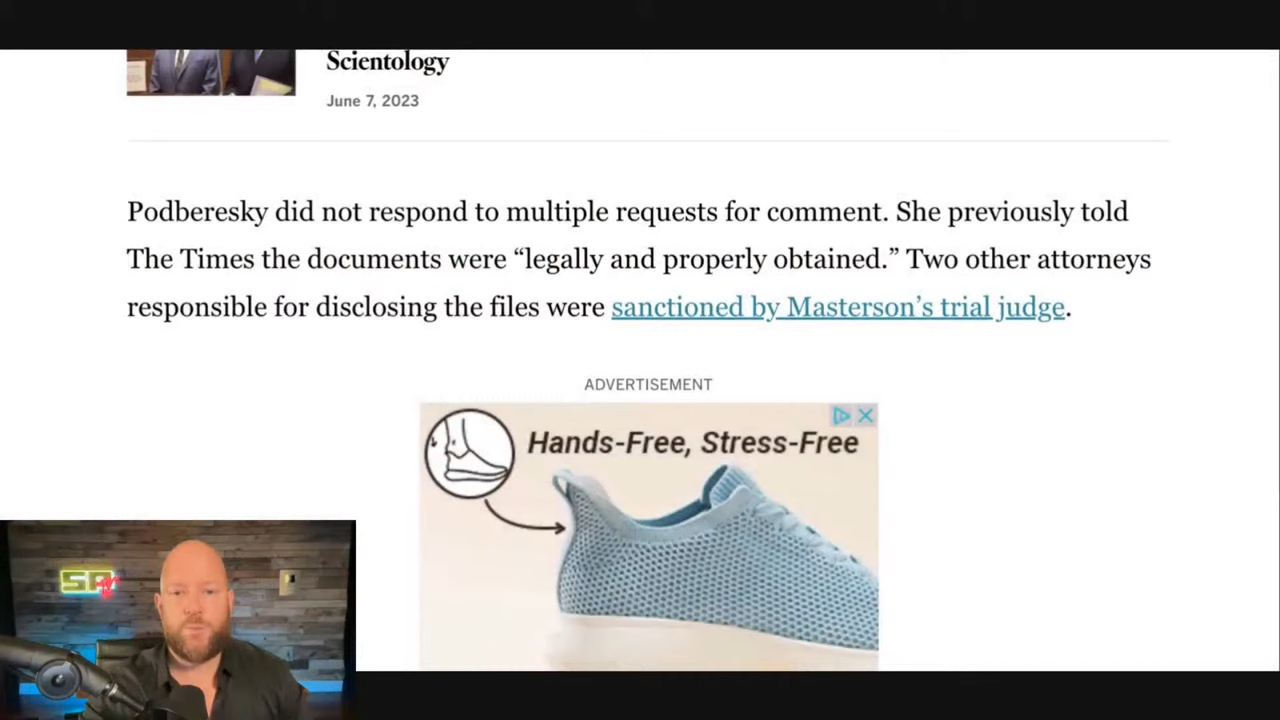 Scientology
June 7, 2023
Podberesky did not respond to multiple requests for comment. She previously told
The Times the documents were “legally and properly obtained.” Two other attorneys
responsible for disclosing the files were sanctioned by Masterson’s trial judge.
ADVERTISEMENT
Hands-Free, Stress-Free
SP